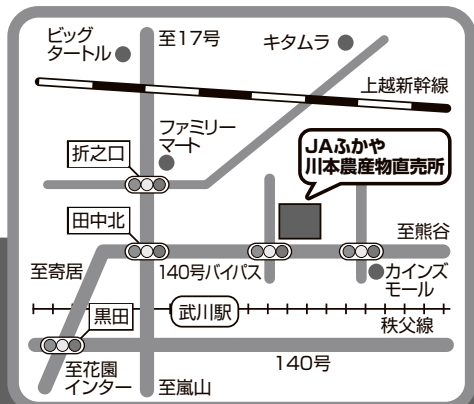 ビッグ
タートル
至17号
キタムラ
上越新幹線
ファミリー
マート
折之口
JAふかや
川本農産物直売所
田中北
至熊谷
至寄居
140号バイパス
カインズ
モール
黒田
武川駅
秩父線
至花園
インター
至嵐山
140号